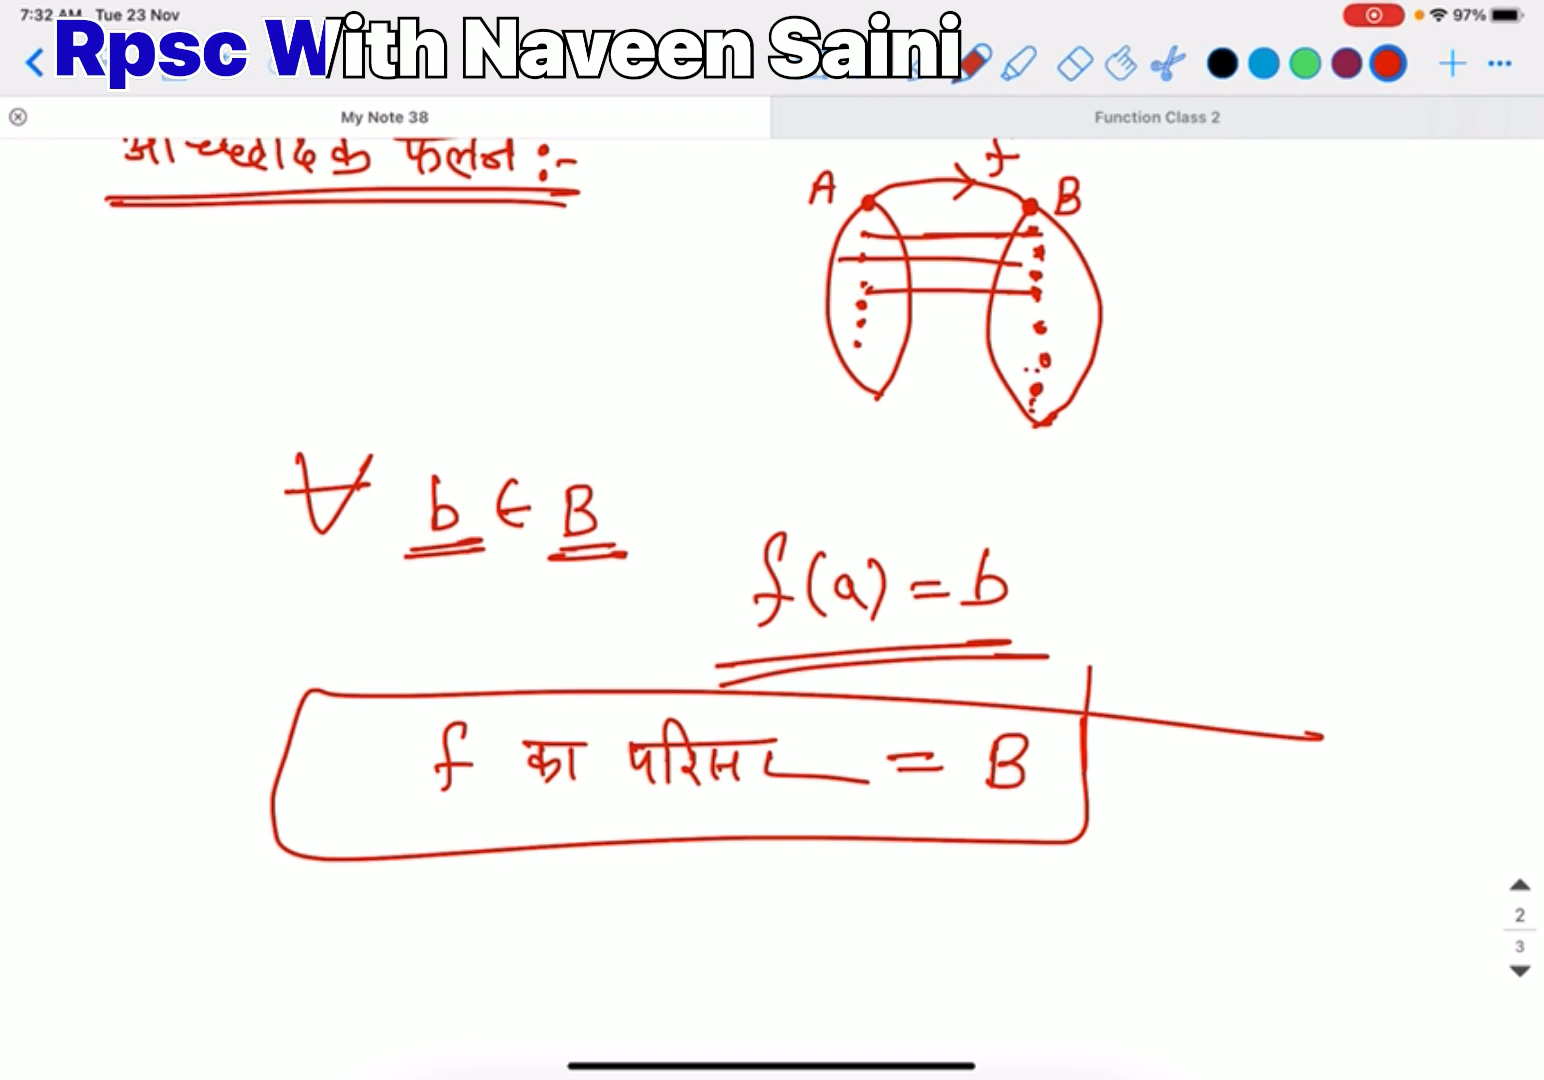 7:32 AM Tue 23 Nov
97%
Rpsc With Naveen Saini
My Note 38
Function Class 2
आच्छादक फलन :-
f
A B
∀ b ∈ B
f(a) = b
f का परिसर = B
2
3